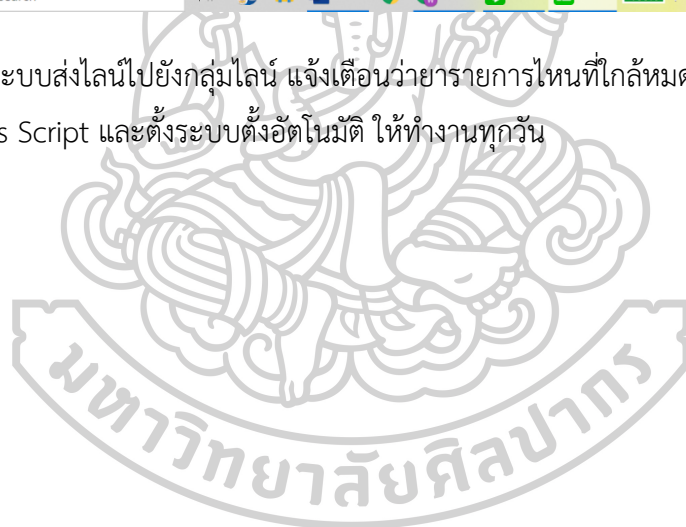 ะบบส่งไลน์ไปยังกลุ่มไลน์ แจ้งเตือนว่ายารายการไหนที่ใกล้หมด
s Script และตั้งระบบตั้งอัตโนมัติ ให้ทำงานทุกวัน
มหาวิทยาลัยศิลปากร